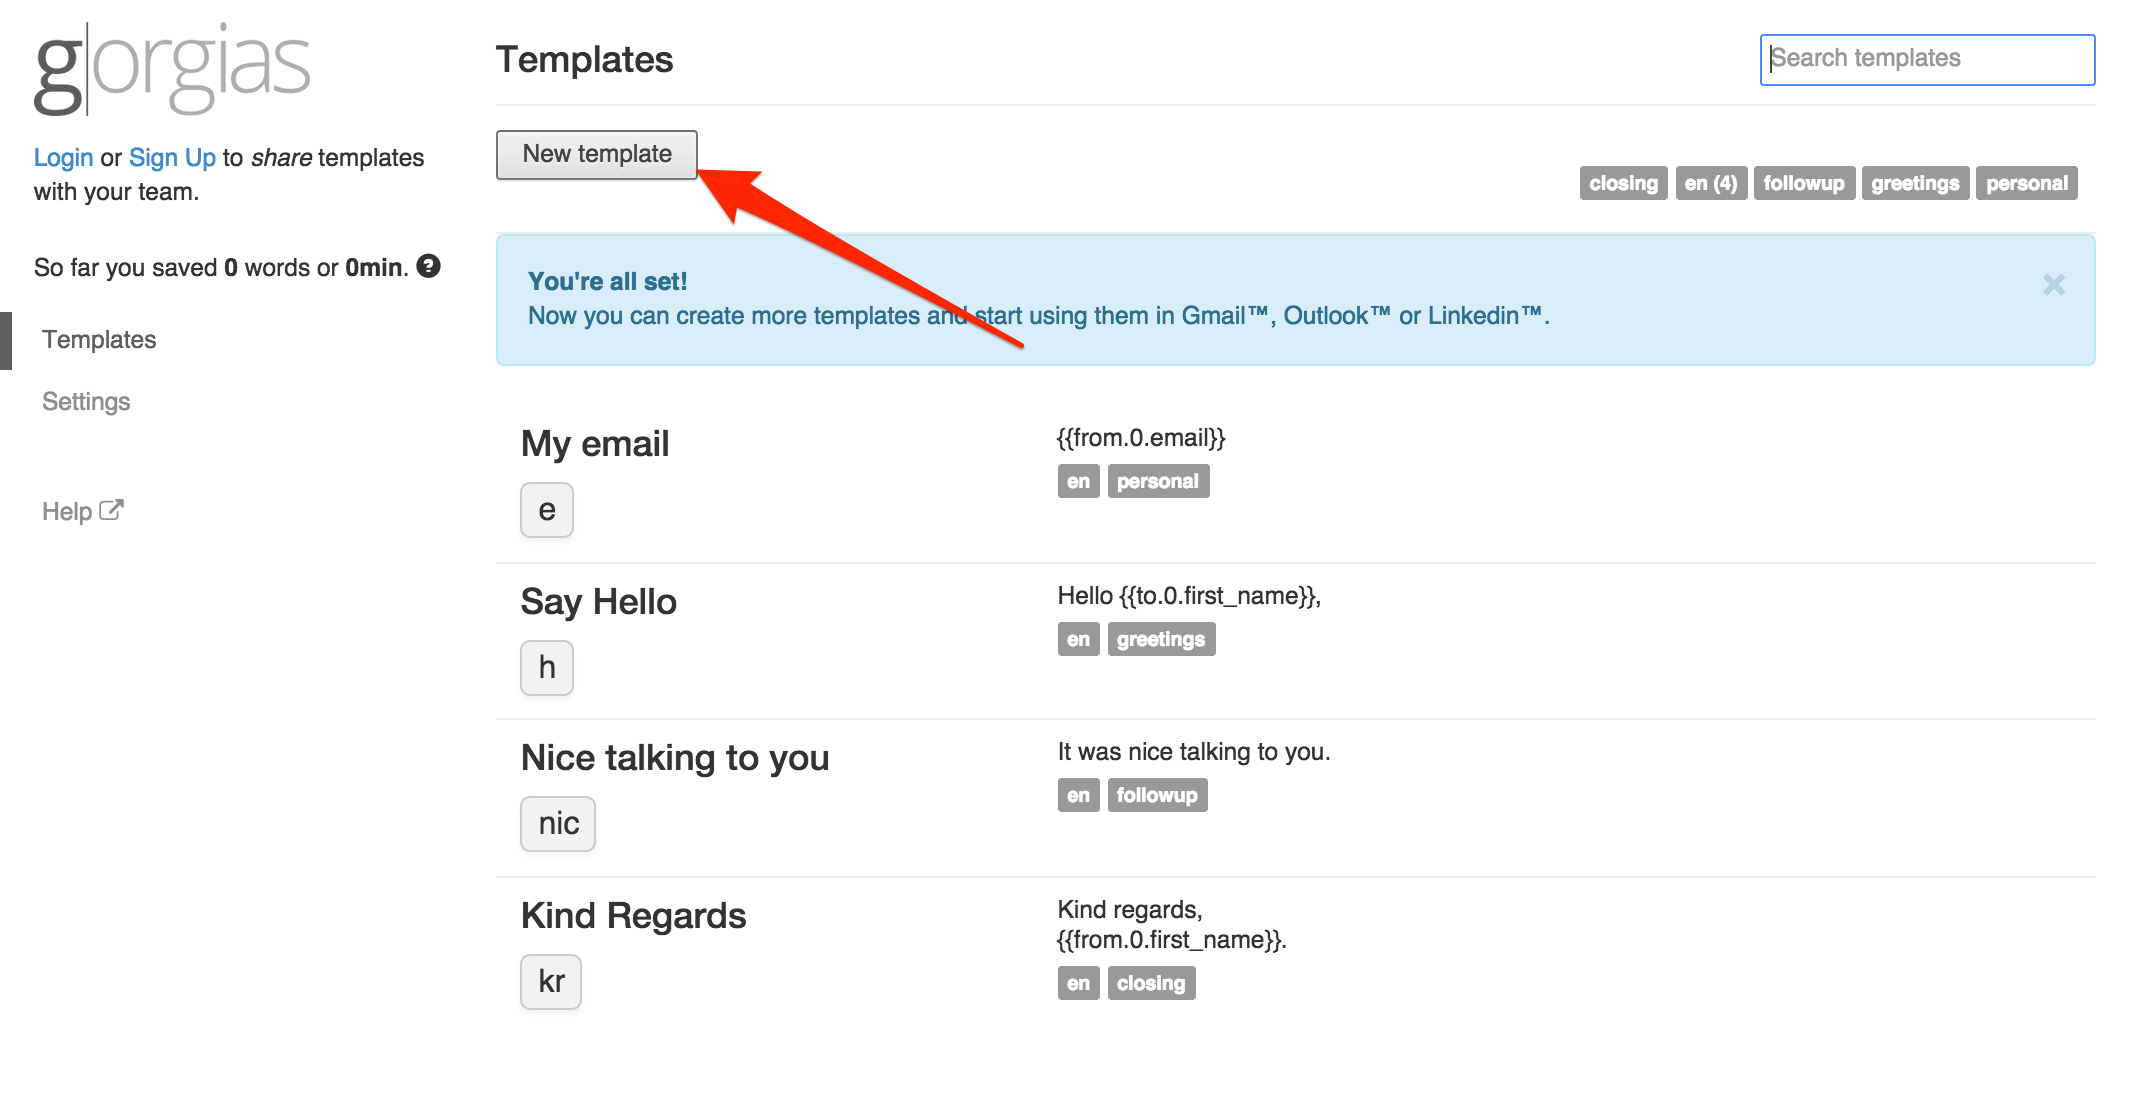 gorgias
Login or Sign Up to share templates
with your team.
So far you saved 0 words or 0min. ?
Templates
Settings
Help
Templates
Search templates
New template
closing en (4) followup greetings personal
You're all set!
Now you can create more templates and start using them in Gmail™, Outlook™ or Linkedin™.
My email
e
{{from.0.email}}
en personal
Say Hello
h
Hello {{to.0.first_name}},
en greetings
Nice talking to you
nic
It was nice talking to you.
en followup
Kind Regards
kr
Kind regards,
{{from.0.first_name}}.
en closing